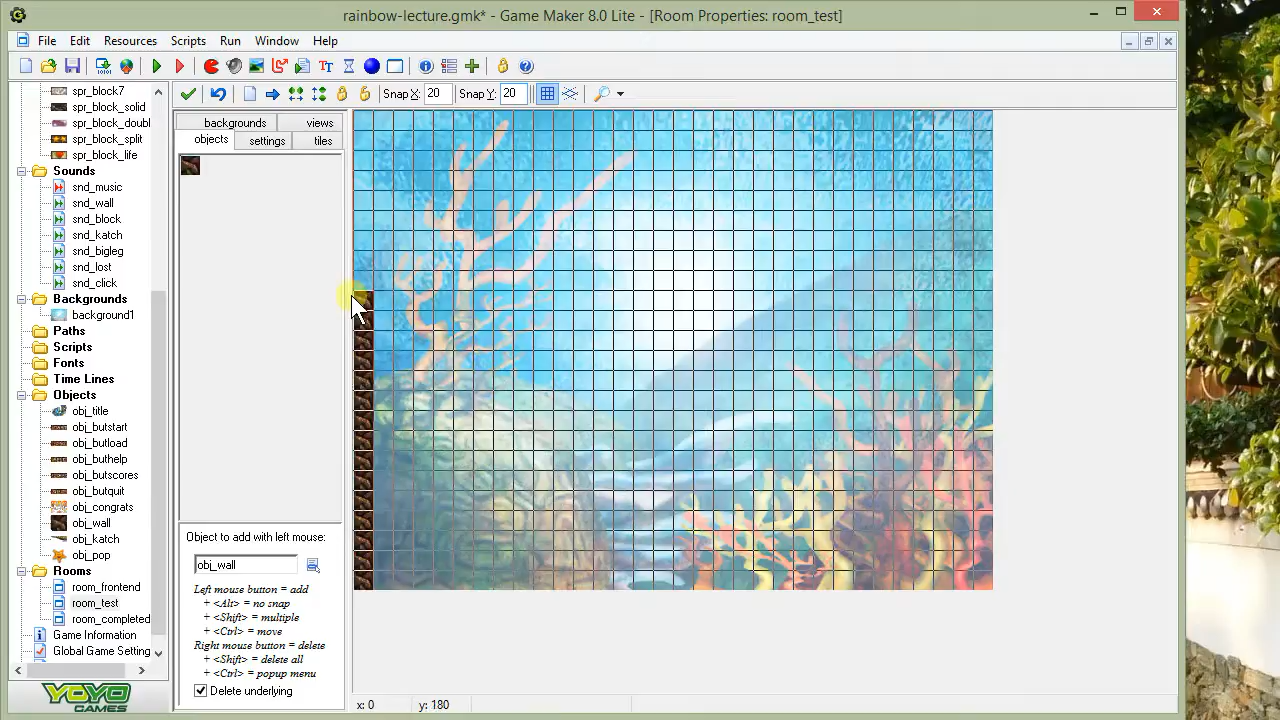 rainbow-lecture.gmk* - Game Maker 8.0 Lite - [Room Properties: room_test]
File Edit Resources Scripts Run Window Help
Snap X: 20 Snap Y: 20
spr_block7
spr_block_solid
spr_block_doubl
spr_block_split
spr_block_life
Sounds
snd_music
snd_wall
snd_block
snd_katch
snd_bigleg
snd_lost
snd_click
Backgrounds
background1
Paths
Scripts
Fonts
Time Lines
Objects
obj_title
obj_butstart
obj_butload
obj_buthelp
obj_butscores
obj_butquit
obj_congrats
obj_wall
obj_katch
obj_pop
Rooms
room_frontend
room_test
room_completed
Game Information
Global Game Setting
YOYO
GAMES
backgrounds views
objects settings tiles
Object to add with left mouse:
obj_wall
Left mouse button = add
+ <Alt> = no snap
+ <Shift> = multiple
+ <Ctrl> = move
Right mouse button = delete
+ <Shift> = delete all
+ <Ctrl> = popup menu
Delete underlying
x: 0 y: 180